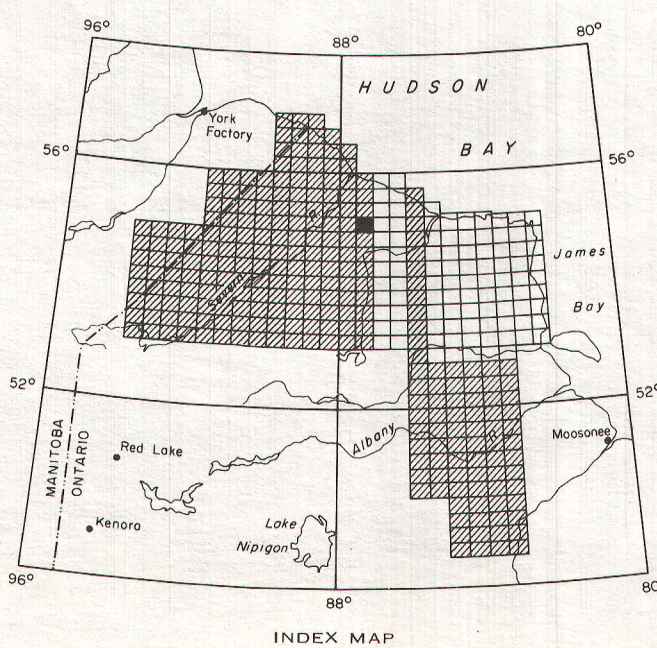 96°
88°
80°
HUDSON
BAY
York
Factory
56°
56°
Severn
R.
James
Bay
52°
52°
MANITOBA
ONTARIO
Red Lake
Albany
R.
Moosonee
Kenora
Lake
Nipigon
96°
88°
80
INDEX MAP